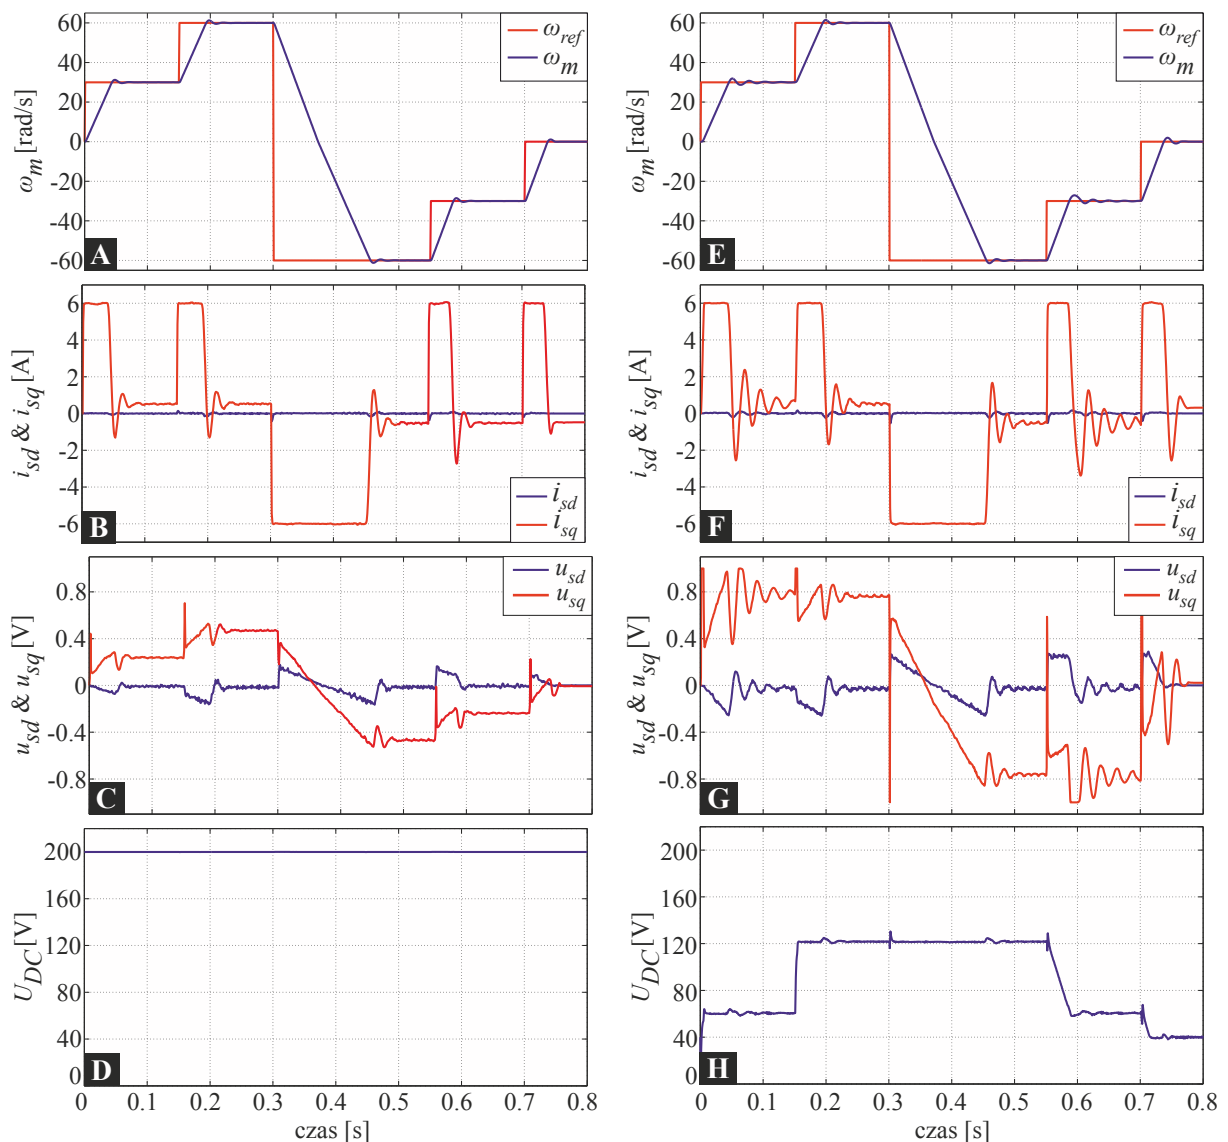 60
40
20
0
-20
-40
-60
ω_m [rad/s]
ω_ref
ω_m
A
60
40
20
0
-20
-40
-60
ω_m [rad/s]
ω_ref
ω_m
E
6
4
2
0
-2
-4
-6
i_sd & i_sq [A]
i_sd
i_sq
B
6
4
2
0
-2
-4
-6
i_sd & i_sq [A]
i_sd
i_sq
F
0.8
0.4
0
-0.4
-0.8
u_sd & u_sq [V]
u_sd
u_sq
C
0.8
0.4
0
-0.4
-0.8
u_sd & u_sq [V]
u_sd
u_sq
G
200
160
120
80
40
0
U_DC [V]
D
0 0.1 0.2 0.3 0.4 0.5 0.6 0.7 0.8
czas [s]
200
160
120
80
40
0
U_DC [V]
H
0 0.1 0.2 0.3 0.4 0.5 0.6 0.7 0.8
czas [s]